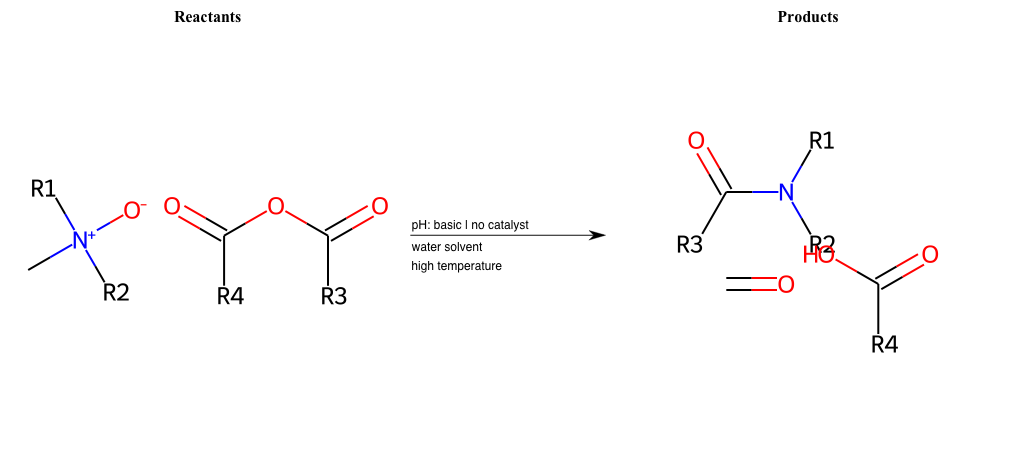 Reactants
Products
R1
N+
O-
R2
O
O
O
R4
R3
pH: basic | no catalyst
water solvent
high temperature
O
R1
N
R3
R2
HO
O
O
R4